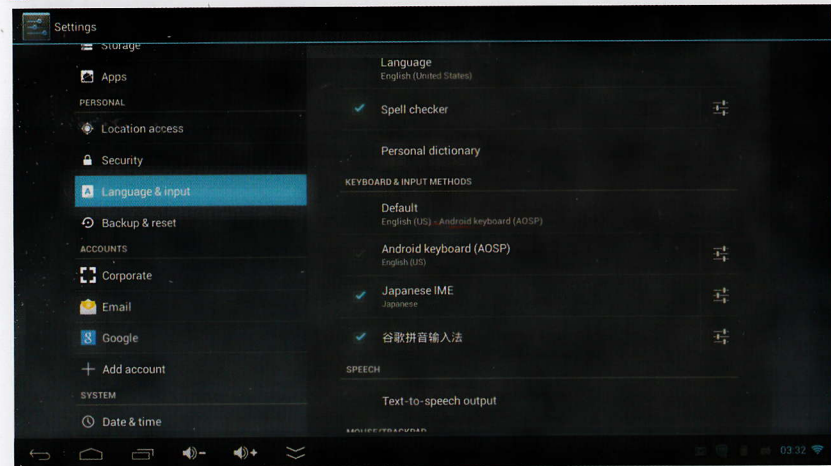 Settings
Storage
Apps
PERSONAL
Location access
Security
Language & input
Backup & reset
ACCOUNTS
Corporate
Email
Google
Add account
SYSTEM
Date & time
Language
English (United States)
Spell checker
Personal dictionary
KEYBOARD & INPUT METHODS
Default
English (US) - Android keyboard (AOSP)
Android keyboard (AOSP)
English (US)
Japanese IME
Japanese
谷歌拼音输入法
SPEECH
Text-to-speech output
MOUSE/TRACKPAD
03:32